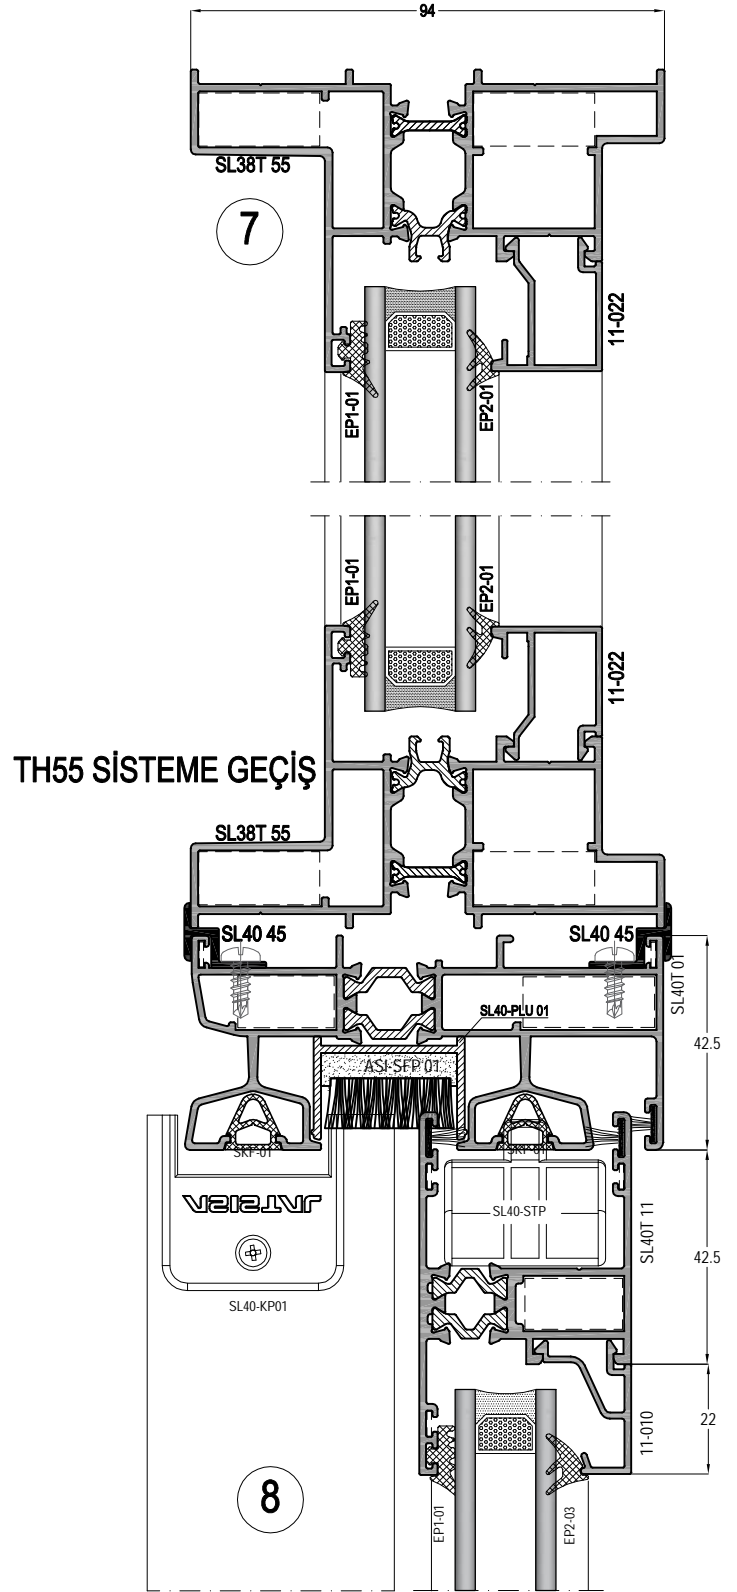 94
SL38T 55
7
11-022
EP1-01
EP2-01
EP1-01
EP2-01
11-022
TH55 SİSTEME GEÇİŞ
SL38T 55
SL40 45
SL40 45
SL40T 01
SL40-PLU 01
42.5
ASI-SFP 01
SKF-01
SKF-01
SL40-STP
SL40T 11
42.5
SL40-KP01
11-010
22
8
EP1-01
EP2-03